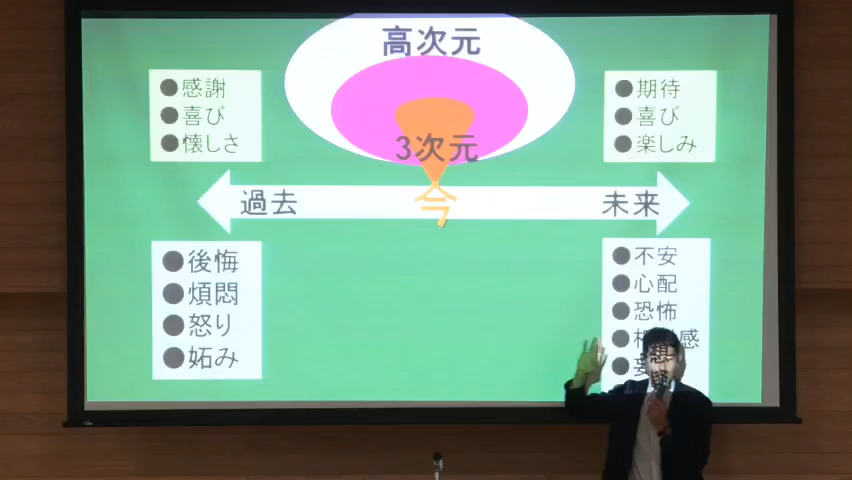 高次元
3次元
●感謝
●喜び
●懐しさ
●期待
●喜び
●楽しみ
過去
今
未来
●後悔
●煩悶
●怒り
●妬み
●不安
●心配
●恐怖